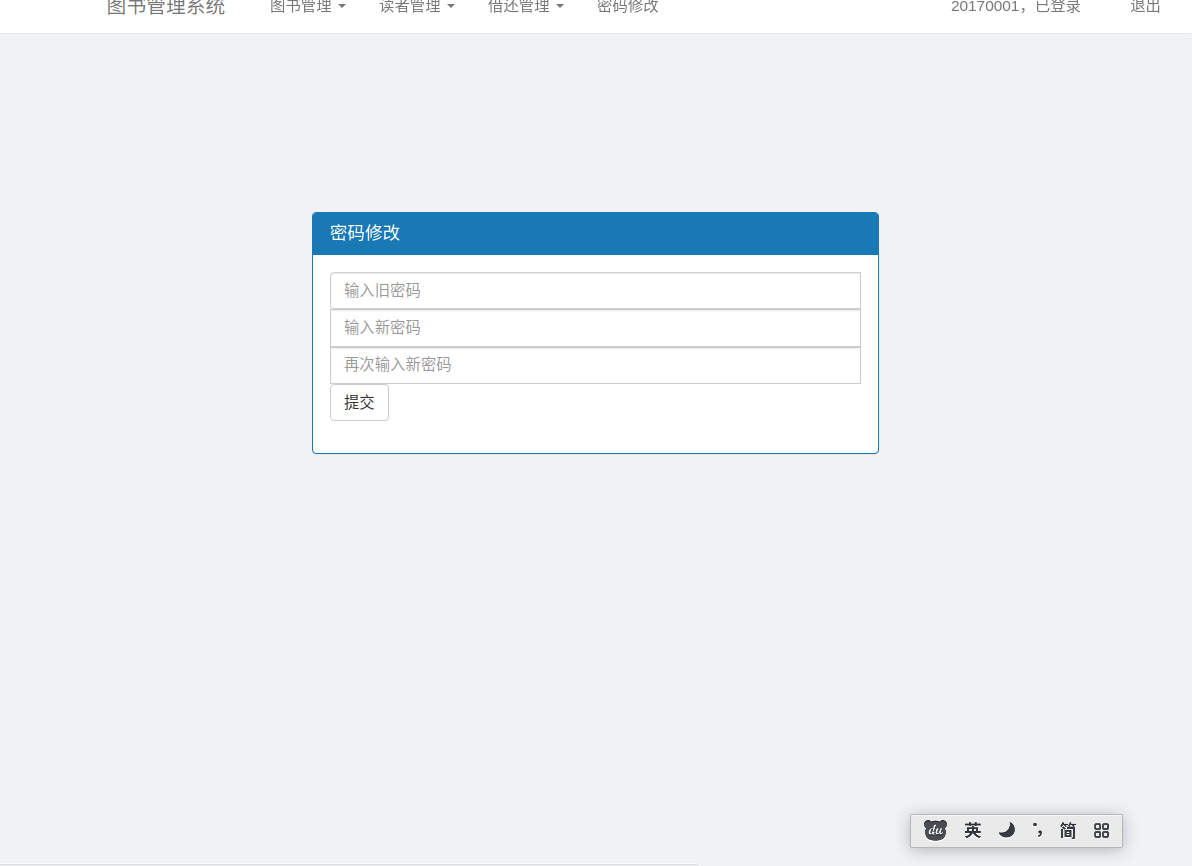 图书管理系统 图书管理 读者管理 借还管理 密码修改 20170001，已登录 退出
密码修改
输入旧密码
输入新密码
再次输入新密码
提交
du 英 简